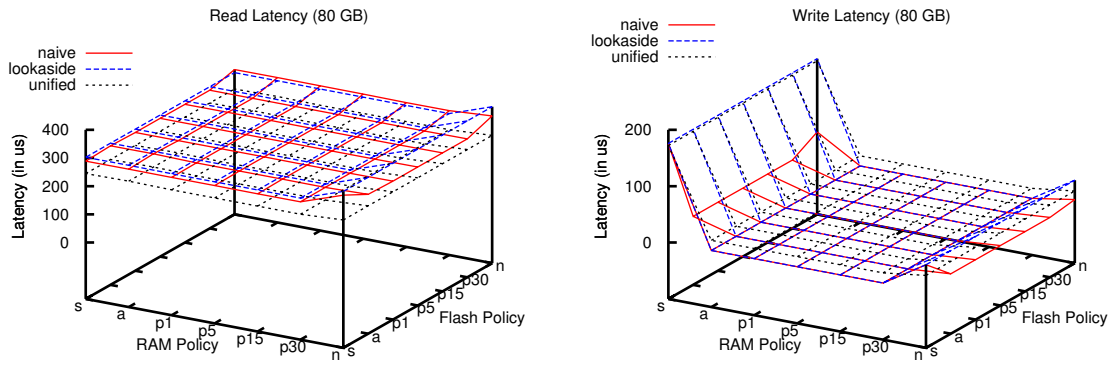 Read Latency (80 GB)
naive
lookaside
unified
400
300
200
100
0
Latency (in us)
s
a
p1
p5
p15
p30
n
RAM Policy
s
a
p1
p5
p15
p30
n
Flash Policy
Write Latency (80 GB)
naive
lookaside
unified
200
100
0
Latency (in us)
s
a
p1
p5
p15
p30
n
RAM Policy
s
a
p1
p5
p15
p30
n
Flash Policy